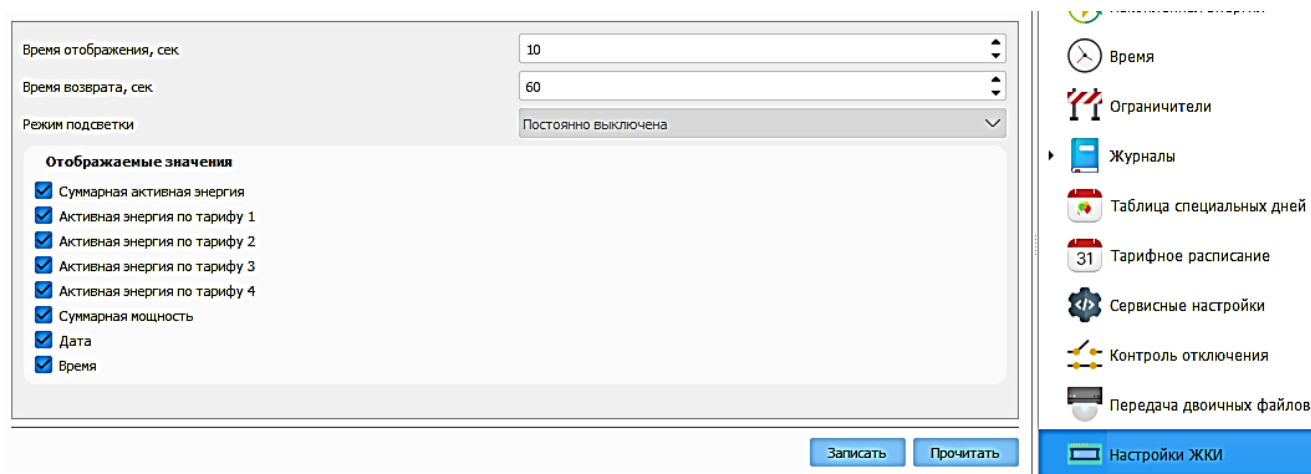 Время отображения, сек
10
Время возврата, сек
60
Режим подсветки
Постоянно выключена
Отображаемые значения
Суммарная активная энергия
Активная энергия по тарифу 1
Активная энергия по тарифу 2
Активная энергия по тарифу 3
Активная энергия по тарифу 4
Суммарная мощность
Дата
Время
Записать
Прочитать
Время
Ограничители
Журналы
Таблица специальных дней
31
Тарифное расписание
Сервисные настройки
Контроль отключения
Передача двоичных файлов
Настройки ЖКИ